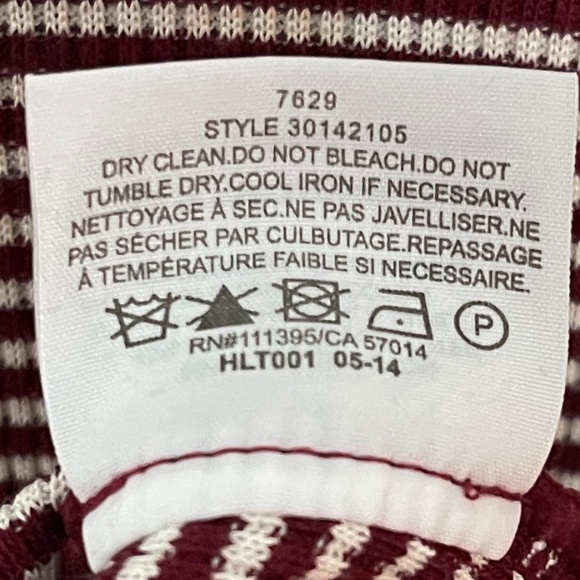 7629
STYLE 30142105
DRY CLEAN.DO NOT BLEACH.DO NOT
TUMBLE DRY.COOL IRON IF NECESSARY.
NETTOYAGE À SEC.NE PAS JAVELLISER.NE
PAS SÉCHER PAR CULBUTAGE.REPASSAGE
À TEMPÉRATURE FAIBLE SI NECESSAIRE.
P
RN#111395/CA 57014
HLT001 05-14